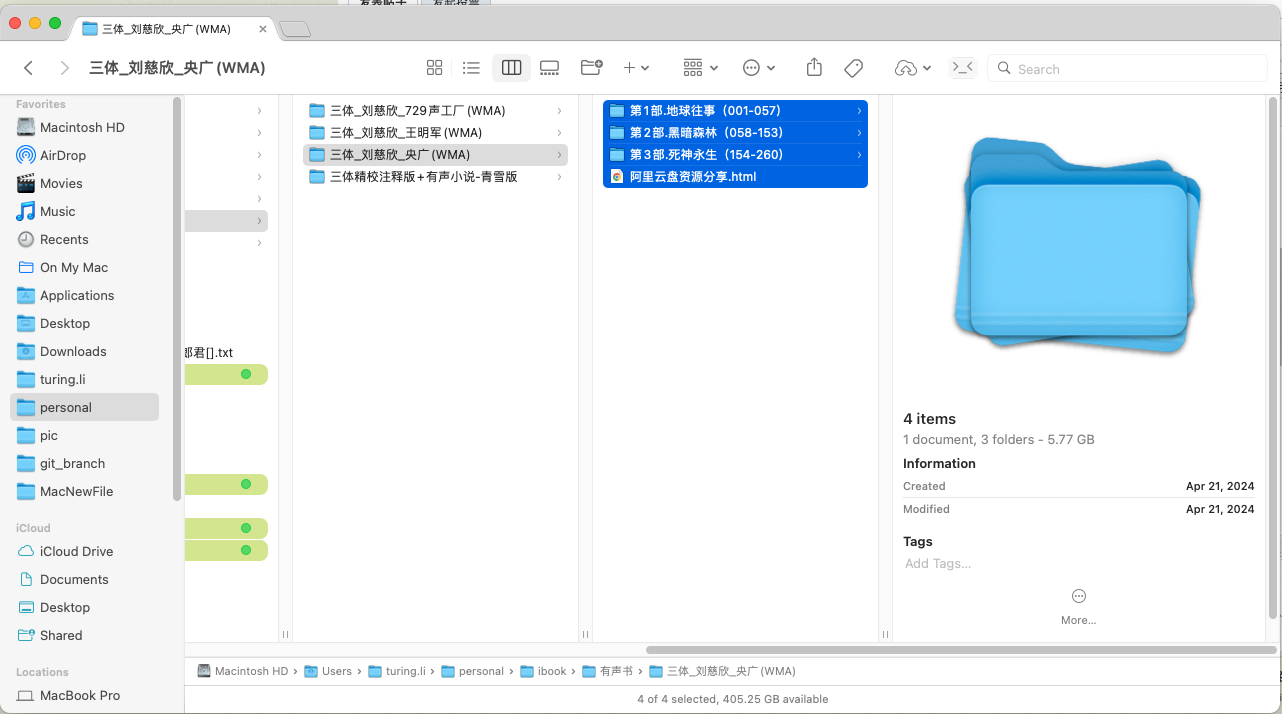 三体_刘慈欣_央广(WMA)
三体_刘慈欣_央广(WMA)
Search
Favorites
Macintosh HD
AirDrop
Movies
Music
Recents
On My Mac
Applications
Desktop
Downloads
turing.li
personal
pic
git_branch
MacNewFile
iCloud
iCloud Drive
Documents
Desktop
Shared
Locations
MacBook Pro
君[].txt
三体_刘慈欣_729声工厂(WMA)
三体_刘慈欣_王明军(WMA)
三体_刘慈欣_央广(WMA)
三体精校注释版+有声小说-青雪版
第1部.地球往事（001-057）
第2部.黑暗森林（058-153）
第3部.死神永生（154-260）
阿里云盘资源分享.html
4 items
1 document, 3 folders - 5.77 GB
Information
Created Apr 21, 2024
Modified Apr 21, 2024
Tags
Add Tags...
More...
Macintosh HD › Users › turing.li › personal › ibook › 有声书 › 三体_刘慈欣_央广(WMA)
4 of 4 selected, 405.25 GB available